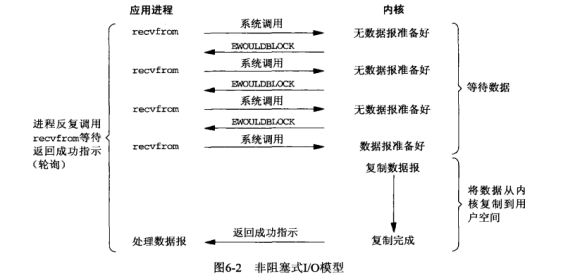 应用进程 内核
recvfrom 系统调用 无数据报准备好
EWOULDBLOCK
recvfrom 系统调用 无数据报准备好
EWOULDBLOCK
recvfrom 系统调用 无数据报准备好
EWOULDBLOCK
recvfrom 系统调用 数据报准备好
等待数据
进程反复调用
recvfrom等待
返回成功指示
(轮询)
复制数据报
将数据从内
核复制到用
户空间
处理数据报 返回成功指示 复制完成
图6-2 非阻塞式I/O模型